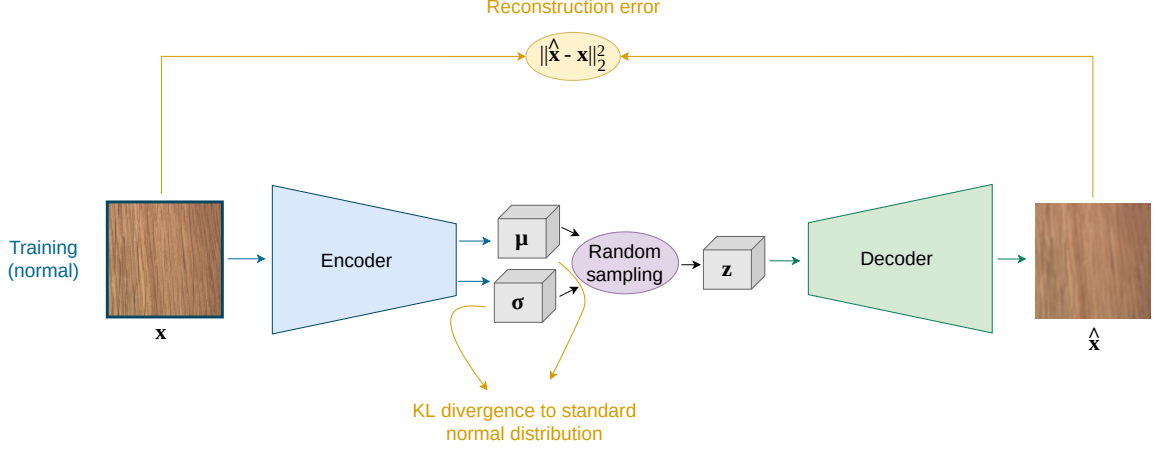 Reconstruction error
||x̂ - x||₂²
Training
(normal)
Encoder
μ
σ
Random
sampling
z
Decoder
x
x̂
KL divergence to standard
normal distribution